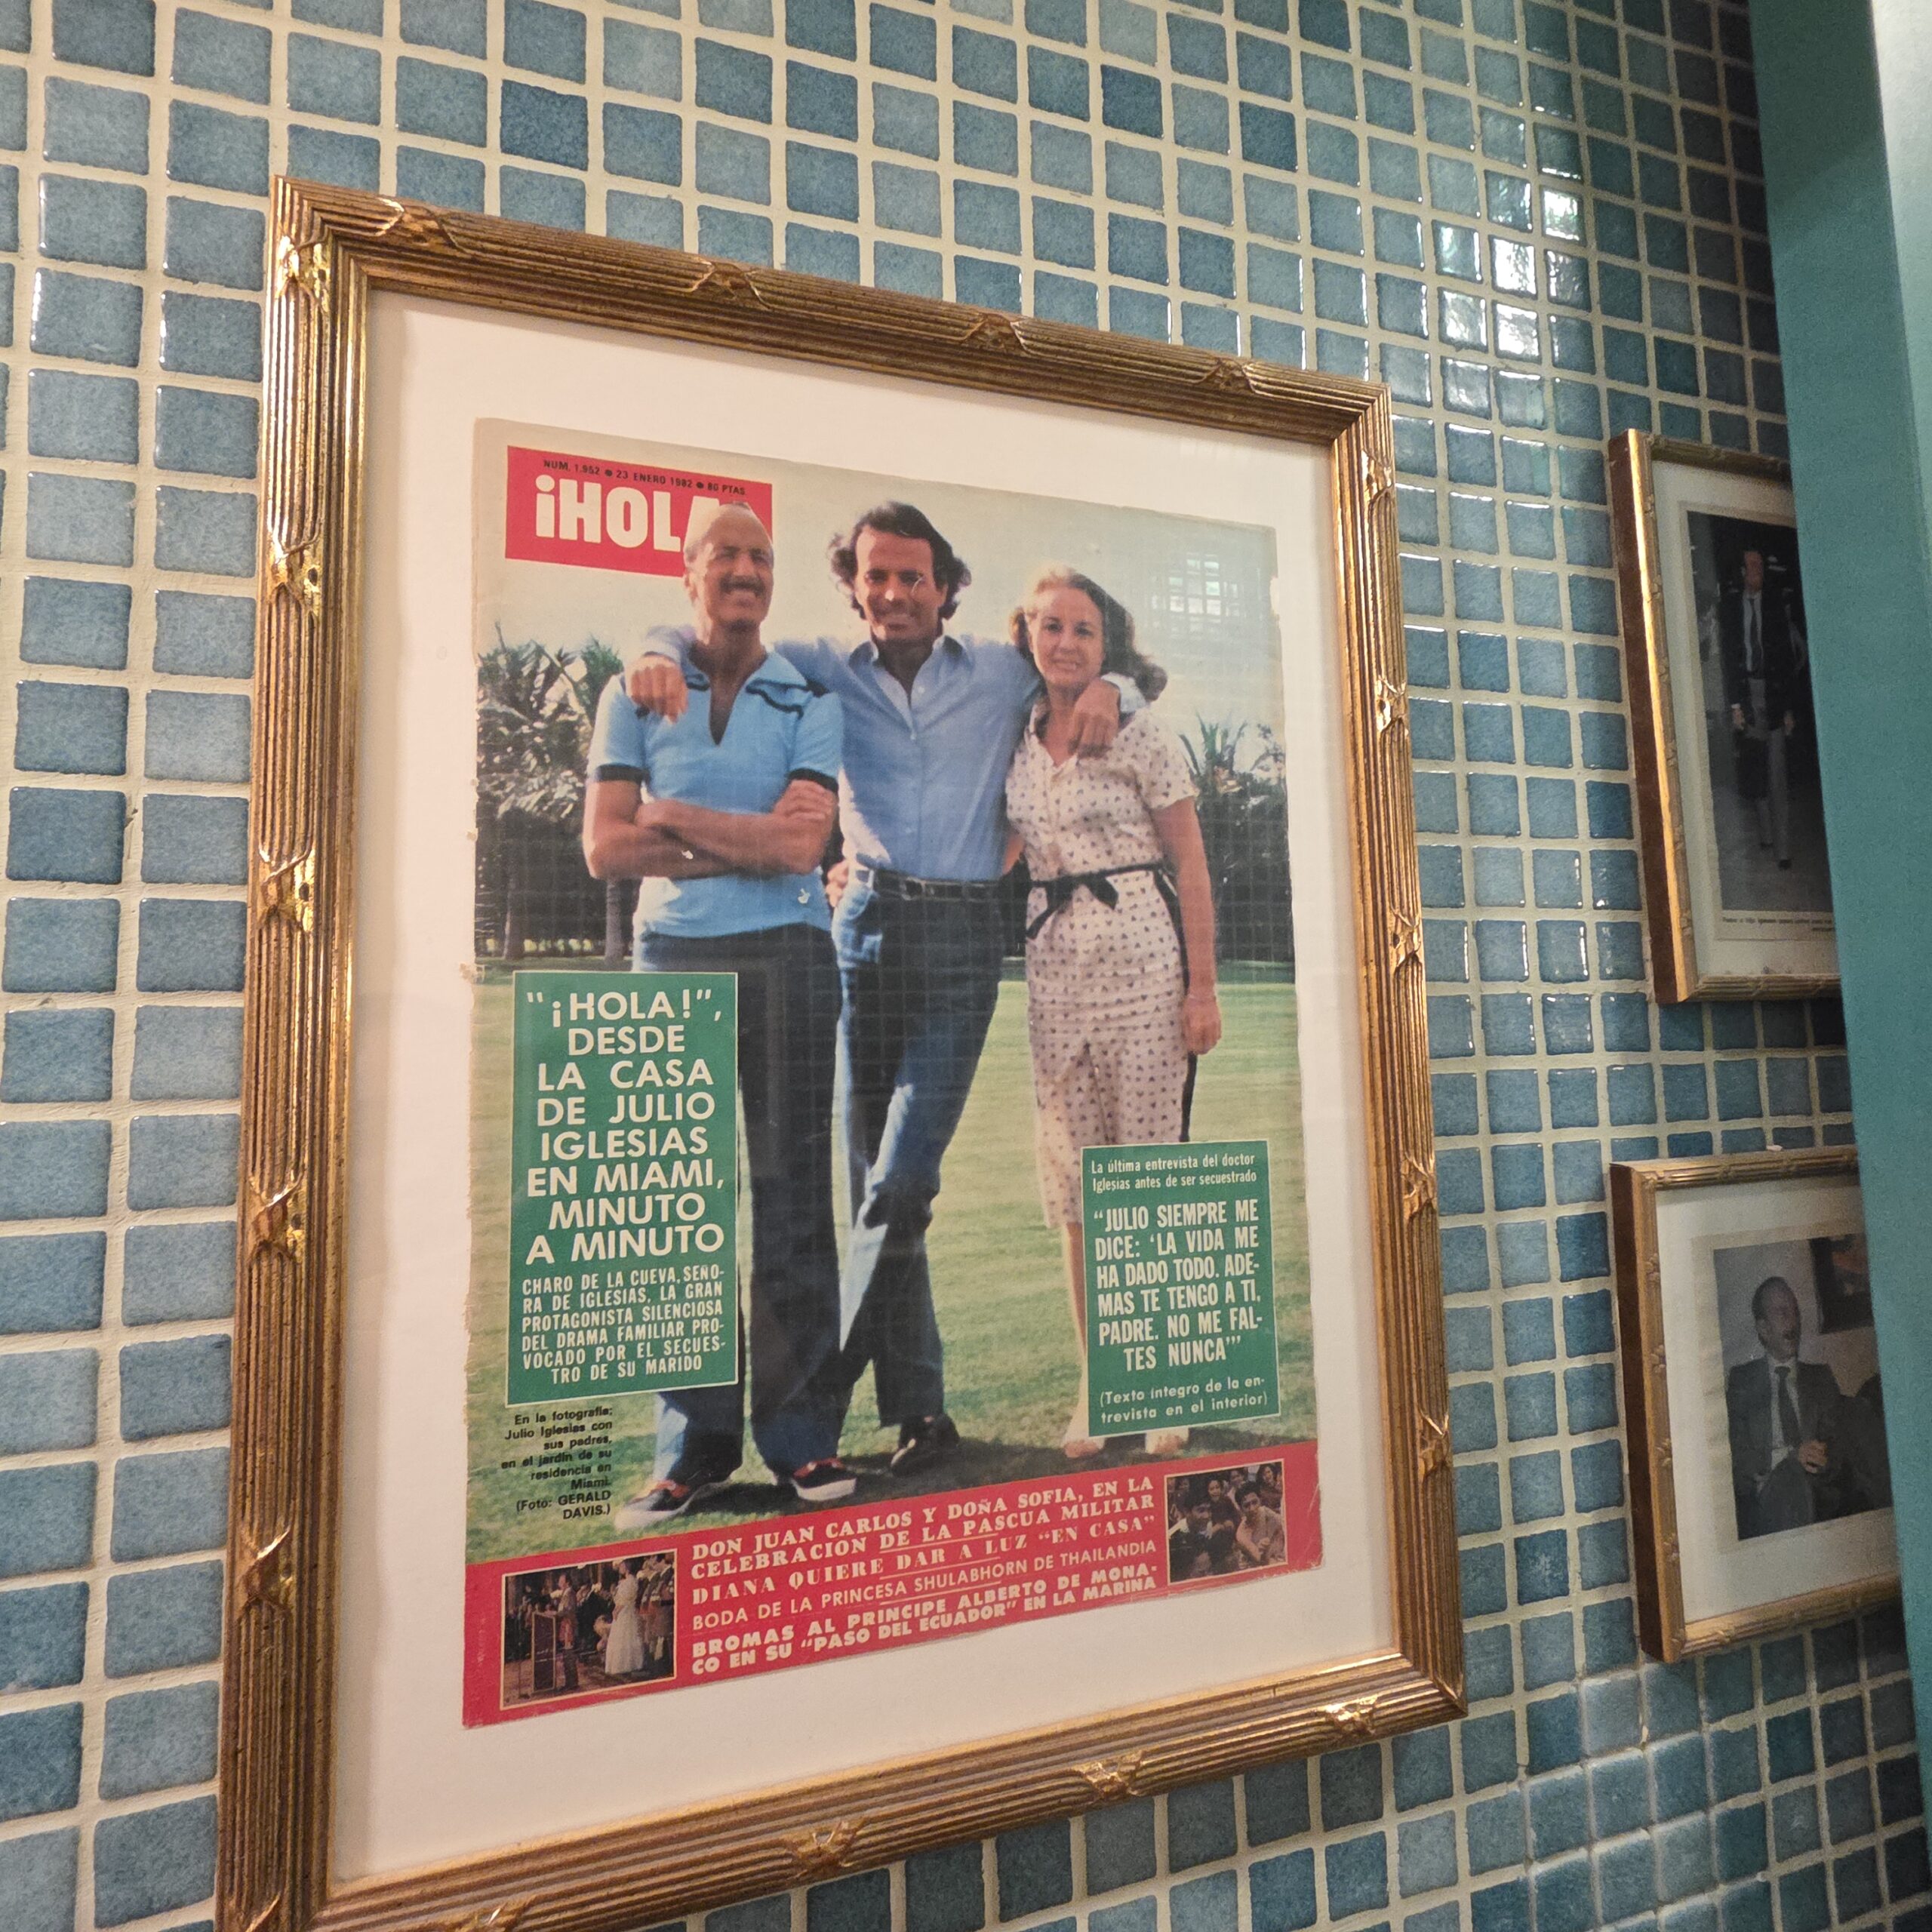 NUM. 1.952 ● 23 ENERO 1982 ● 80 PTAS
¡HOLA
"¡HOLA!",
DESDE
LA CASA
DE JULIO
IGLESIAS
EN MIAMI,
MINUTO
A MINUTO
CHARO DE LA CUEVA, SEÑO-
RA DE IGLESIAS, LA GRAN
PROTAGONISTA SILENCIOSA
DEL DRAMA FAMILIAR PRO-
VOCADO POR EL SECUES-
TRO DE SU MARIDO
En la fotografía;
Julio Iglesias con
sus padres,
en el jardín de su
residencia en
Miami.
(Foto: GERALD
DAVIS.)
La última entrevista del doctor
Iglesias antes de ser secuestrado
"JULIO SIEMPRE ME
DICE: 'LA VIDA ME
HA DADO TODO. ADE-
MAS TE TENGO A TI,
PADRE. NO ME FAL-
TES NUNCA'"
(Texto íntegro de la en-
trevista en el interior)
DON JUAN CARLOS Y DOÑA SOFIA, EN LA
CELEBRACION DE LA PASCUA MILITAR
DIANA QUIERE DAR A LUZ "EN CASA"
BODA DE LA PRINCESA SHULABHORN DE THAILANDIA
BROMAS AL PRINCIPE ALBERTO DE MONA-
CO EN SU "PASO DEL ECUADOR" EN LA MARINA